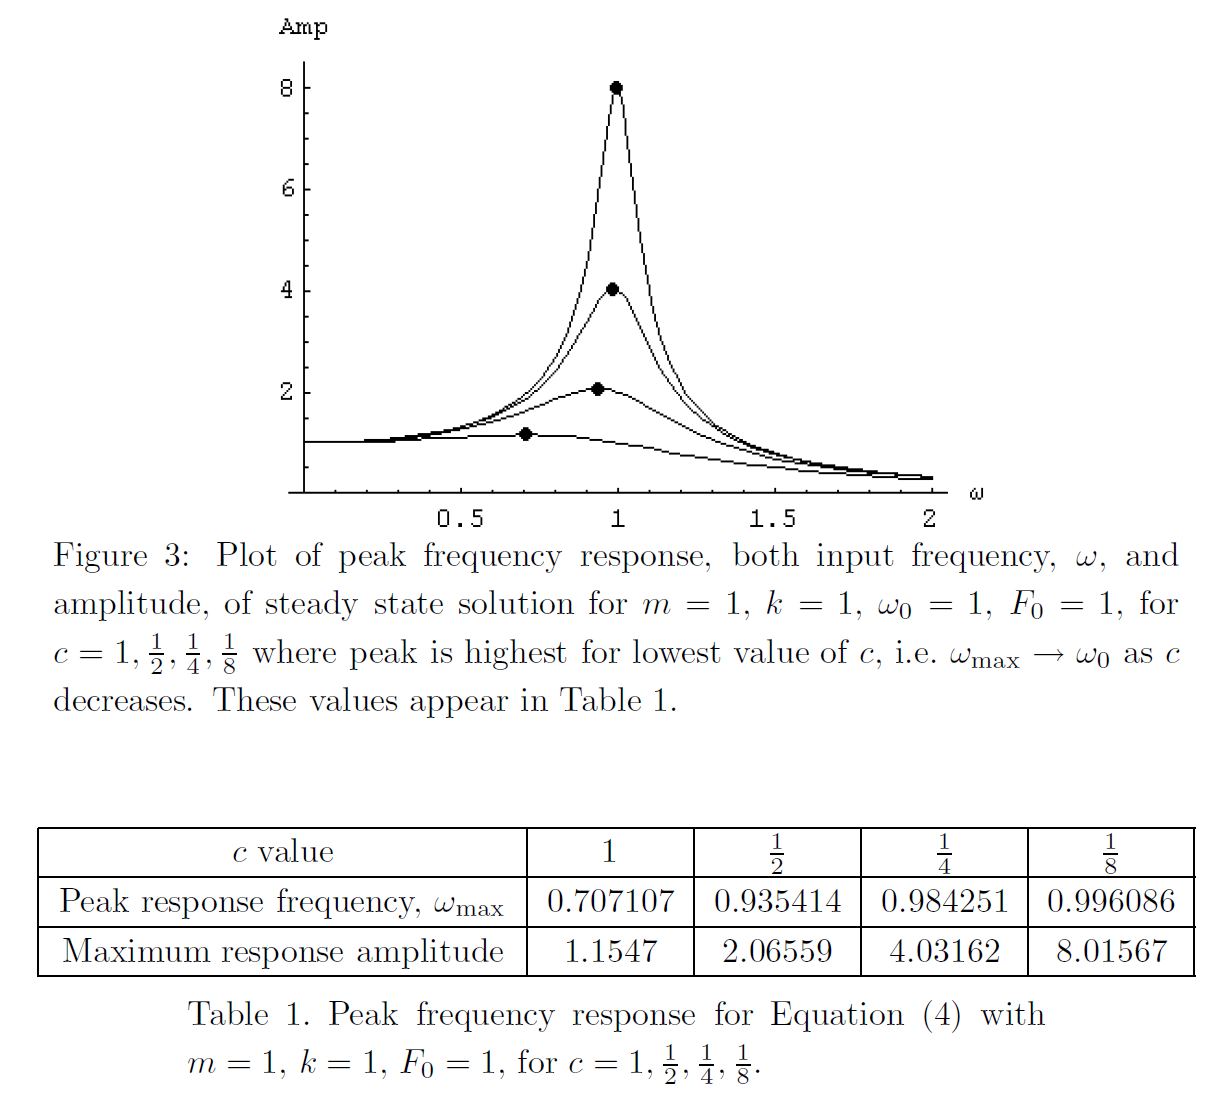 Amp
8
6
4
2
0.5 1 1.5 2 ω
Figure 3: Plot of peak frequency response, both input frequency, ω, and
amplitude, of steady state solution for m = 1, k = 1, ω₀ = 1, F₀ = 1, for
c = 1, 1/2, 1/4, 1/8 where peak is highest for lowest value of c, i.e. ω_max → ω₀ as c
decreases. These values appear in Table 1.
c value 1 1/2 1/4 1/8
Peak response frequency, ω_max 0.707107 0.935414 0.984251 0.996086
Maximum response amplitude 1.1547 2.06559 4.03162 8.01567
Table 1. Peak frequency response for Equation (4) with
m = 1, k = 1, F₀ = 1, for c = 1, 1/2, 1/4, 1/8.